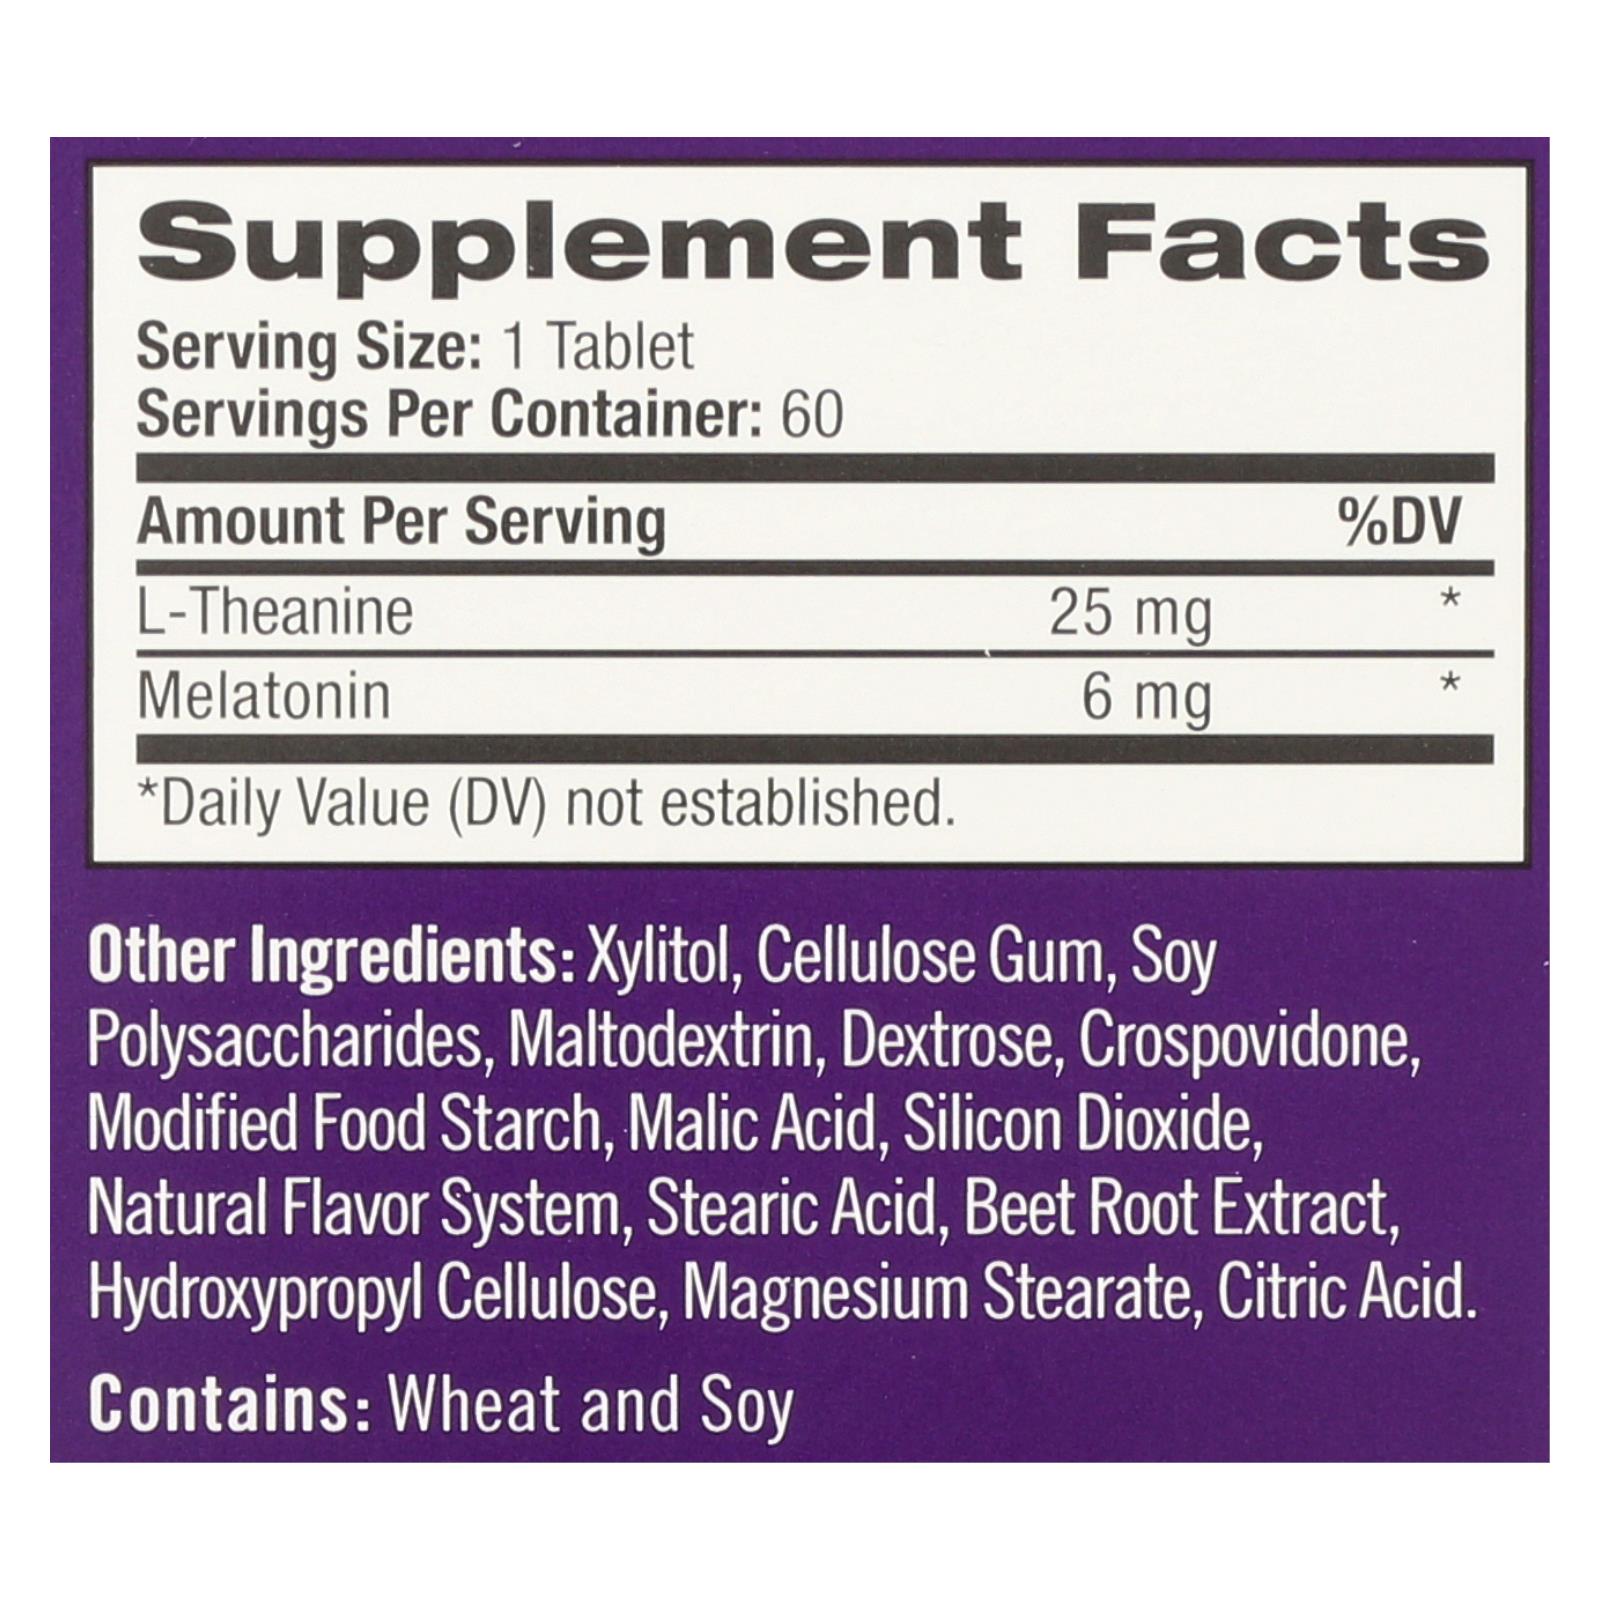 Supplement Facts
Serving Size: 1 Tablet
Servings Per Container: 60
Amount Per Serving %DV
L-Theanine 25 mg *
Melatonin 6 mg *
*Daily Value (DV) not established.
Other Ingredients: Xylitol, Cellulose Gum, Soy
Polysaccharides, Maltodextrin, Dextrose, Crospovidone,
Modified Food Starch, Malic Acid, Silicon Dioxide,
Natural Flavor System, Stearic Acid, Beet Root Extract,
Hydroxypropyl Cellulose, Magnesium Stearate, Citric Acid.
Contains: Wheat and Soy